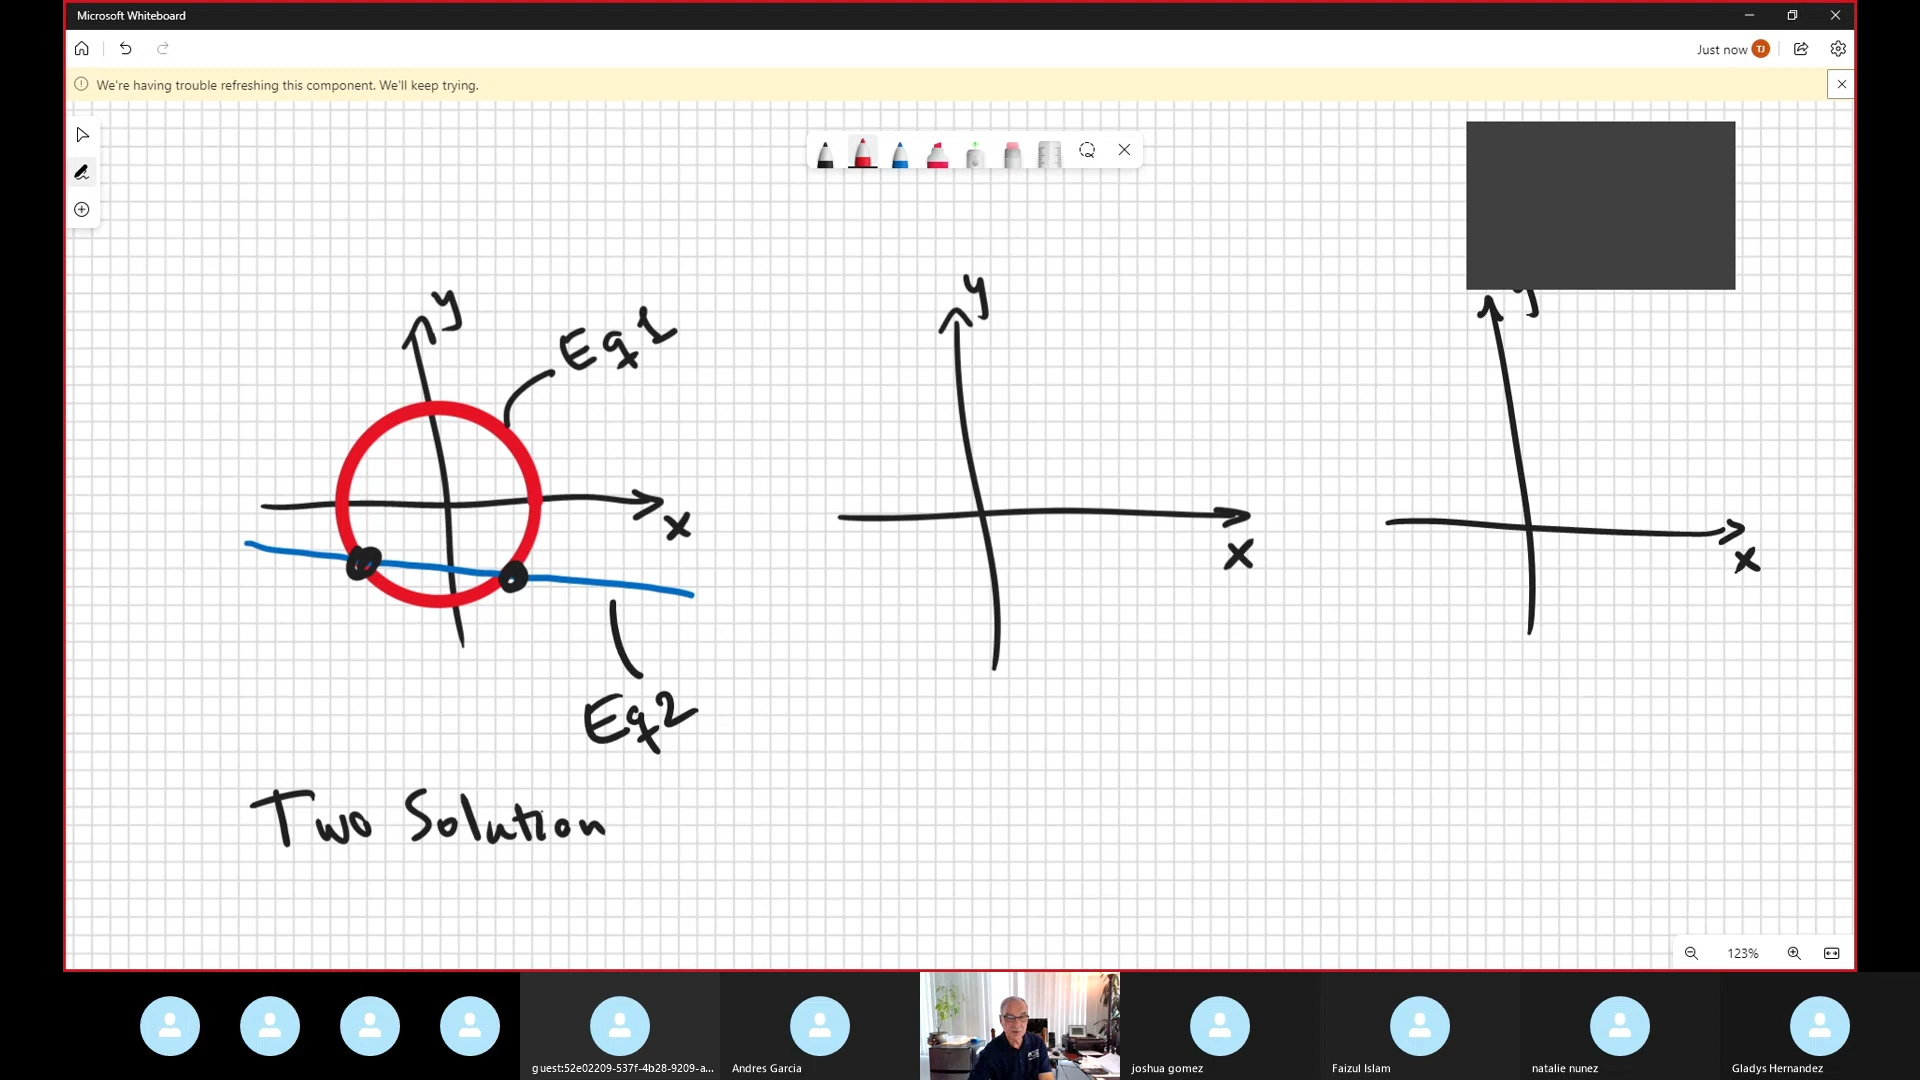 Microsoft Whiteboard
Just now TJ
We're having trouble refreshing this component. We'll keep trying.
y
Eq1
x
Eq2
Two Solution
y
x
y
x
123%
guest:52e02209-537f-4b28-9209-a...
Andres Garcia
joshua gomez
Faizul Islam
natalie nunez
Gladys Hernandez